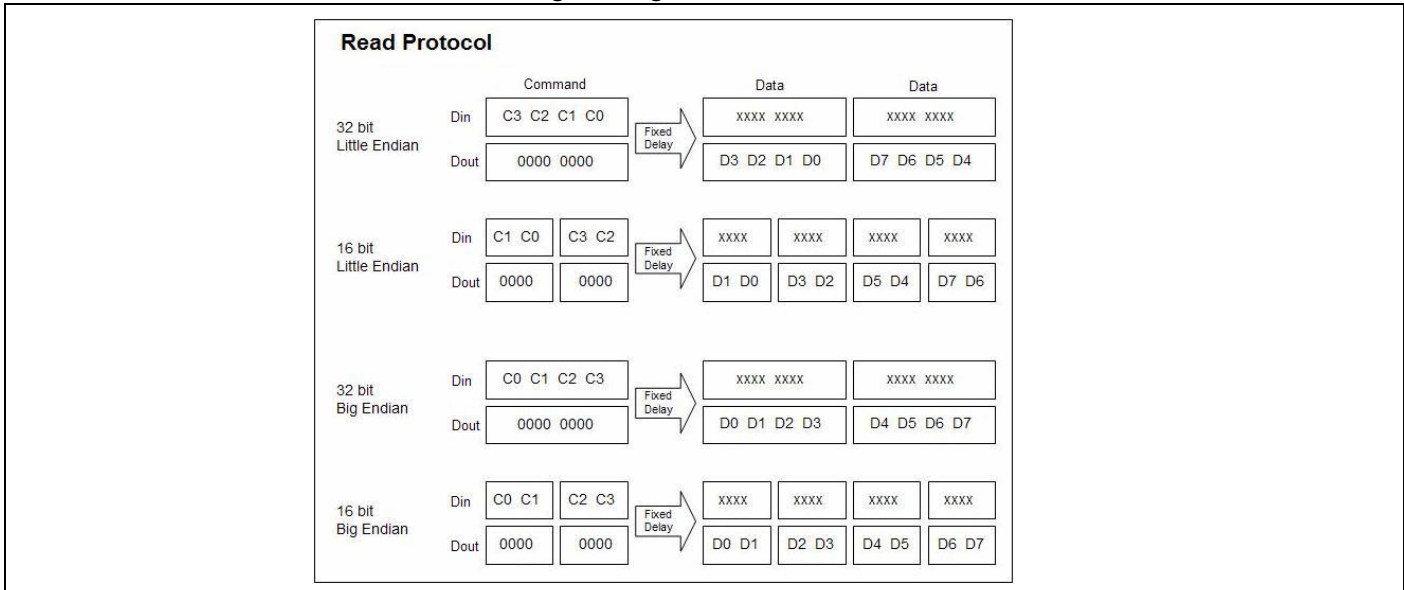 Read Protocol
Command Data Data
32 bit
Little Endian
Din C3 C2 C1 C0 Fixed Delay XXXX XXXX XXXX XXXX
Dout 0000 0000 D3 D2 D1 D0 D7 D6 D5 D4
16 bit
Little Endian
Din C1 C0 C3 C2 Fixed Delay XXXX XXXX XXXX XXXX
Dout 0000 0000 D1 D0 D3 D2 D5 D4 D7 D6
32 bit
Big Endian
Din C0 C1 C2 C3 Fixed Delay XXXX XXXX XXXX XXXX
Dout 0000 0000 D0 D1 D2 D3 D4 D5 D6 D7
16 bit
Big Endian
Din C0 C1 C2 C3 Fixed Delay XXXX XXXX XXXX XXXX
Dout 0000 0000 D0 D1 D2 D3 D4 D5 D6 D7